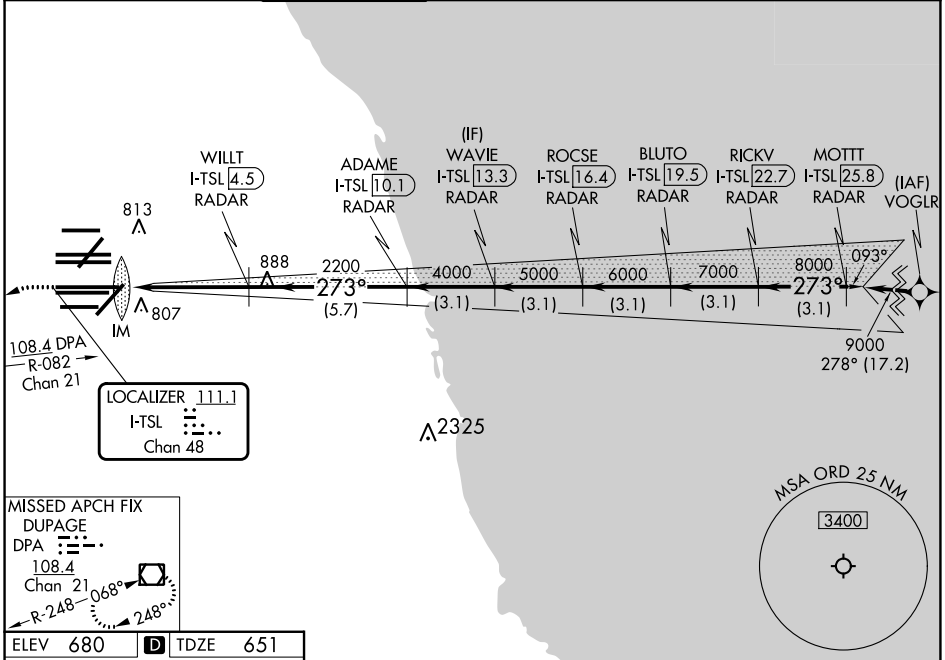 (IF)
WILLT
I-TSL 4.5
RADAR
ADAME
I-TSL 10.1
RADAR
WAVIE
I-TSL 13.3
RADAR
ROCSE
I-TSL 16.4
RADAR
BLUTO
I-TSL 19.5
RADAR
RICKV
I-TSL 22.7
RADAR
MOTTT
I-TSL 25.8
RADAR
(IAF)
VOGLR
813
888
807
IM
2200
273°
(5.7)
4000
(3.1)
5000
(3.1)
6000
(3.1)
7000
(3.1)
8000
273°
(3.1)
093°
9000
278° (17.2)
108.4 DPA
R-082
Chan 21
LOCALIZER 111.1
I-TSL
Chan 48
2325
MSA ORD 25 NM
3400
MISSED APCH FIX
DUPAGE
DPA
108.4
Chan 21
R-248
068°
248°
ELEV 680 D TDZE 651